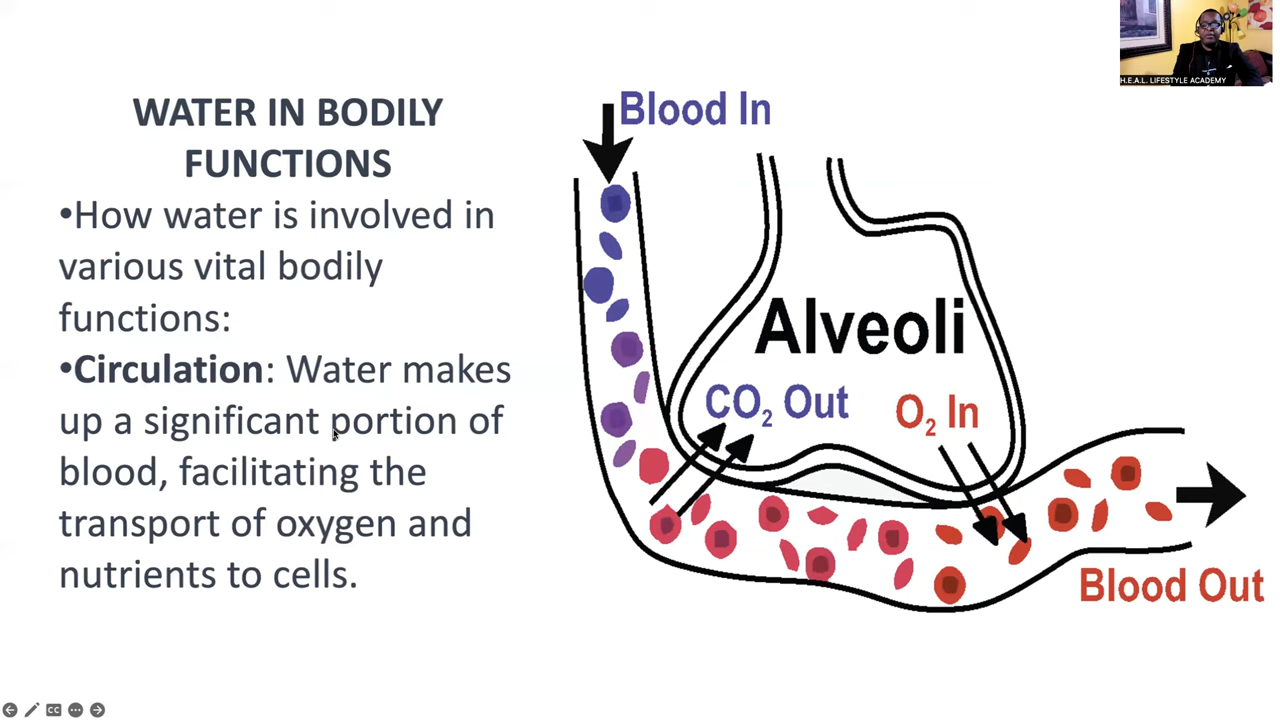 H.E.A.L. LIFESTYLE ACADEMY
WATER IN BODILY
FUNCTIONS
•How water is involved in
various vital bodily
functions:
•Circulation: Water makes
up a significant portion of
blood, facilitating the
transport of oxygen and
nutrients to cells.
Blood In
Alveoli
CO₂ Out
O₂ In
Blood Out
CC